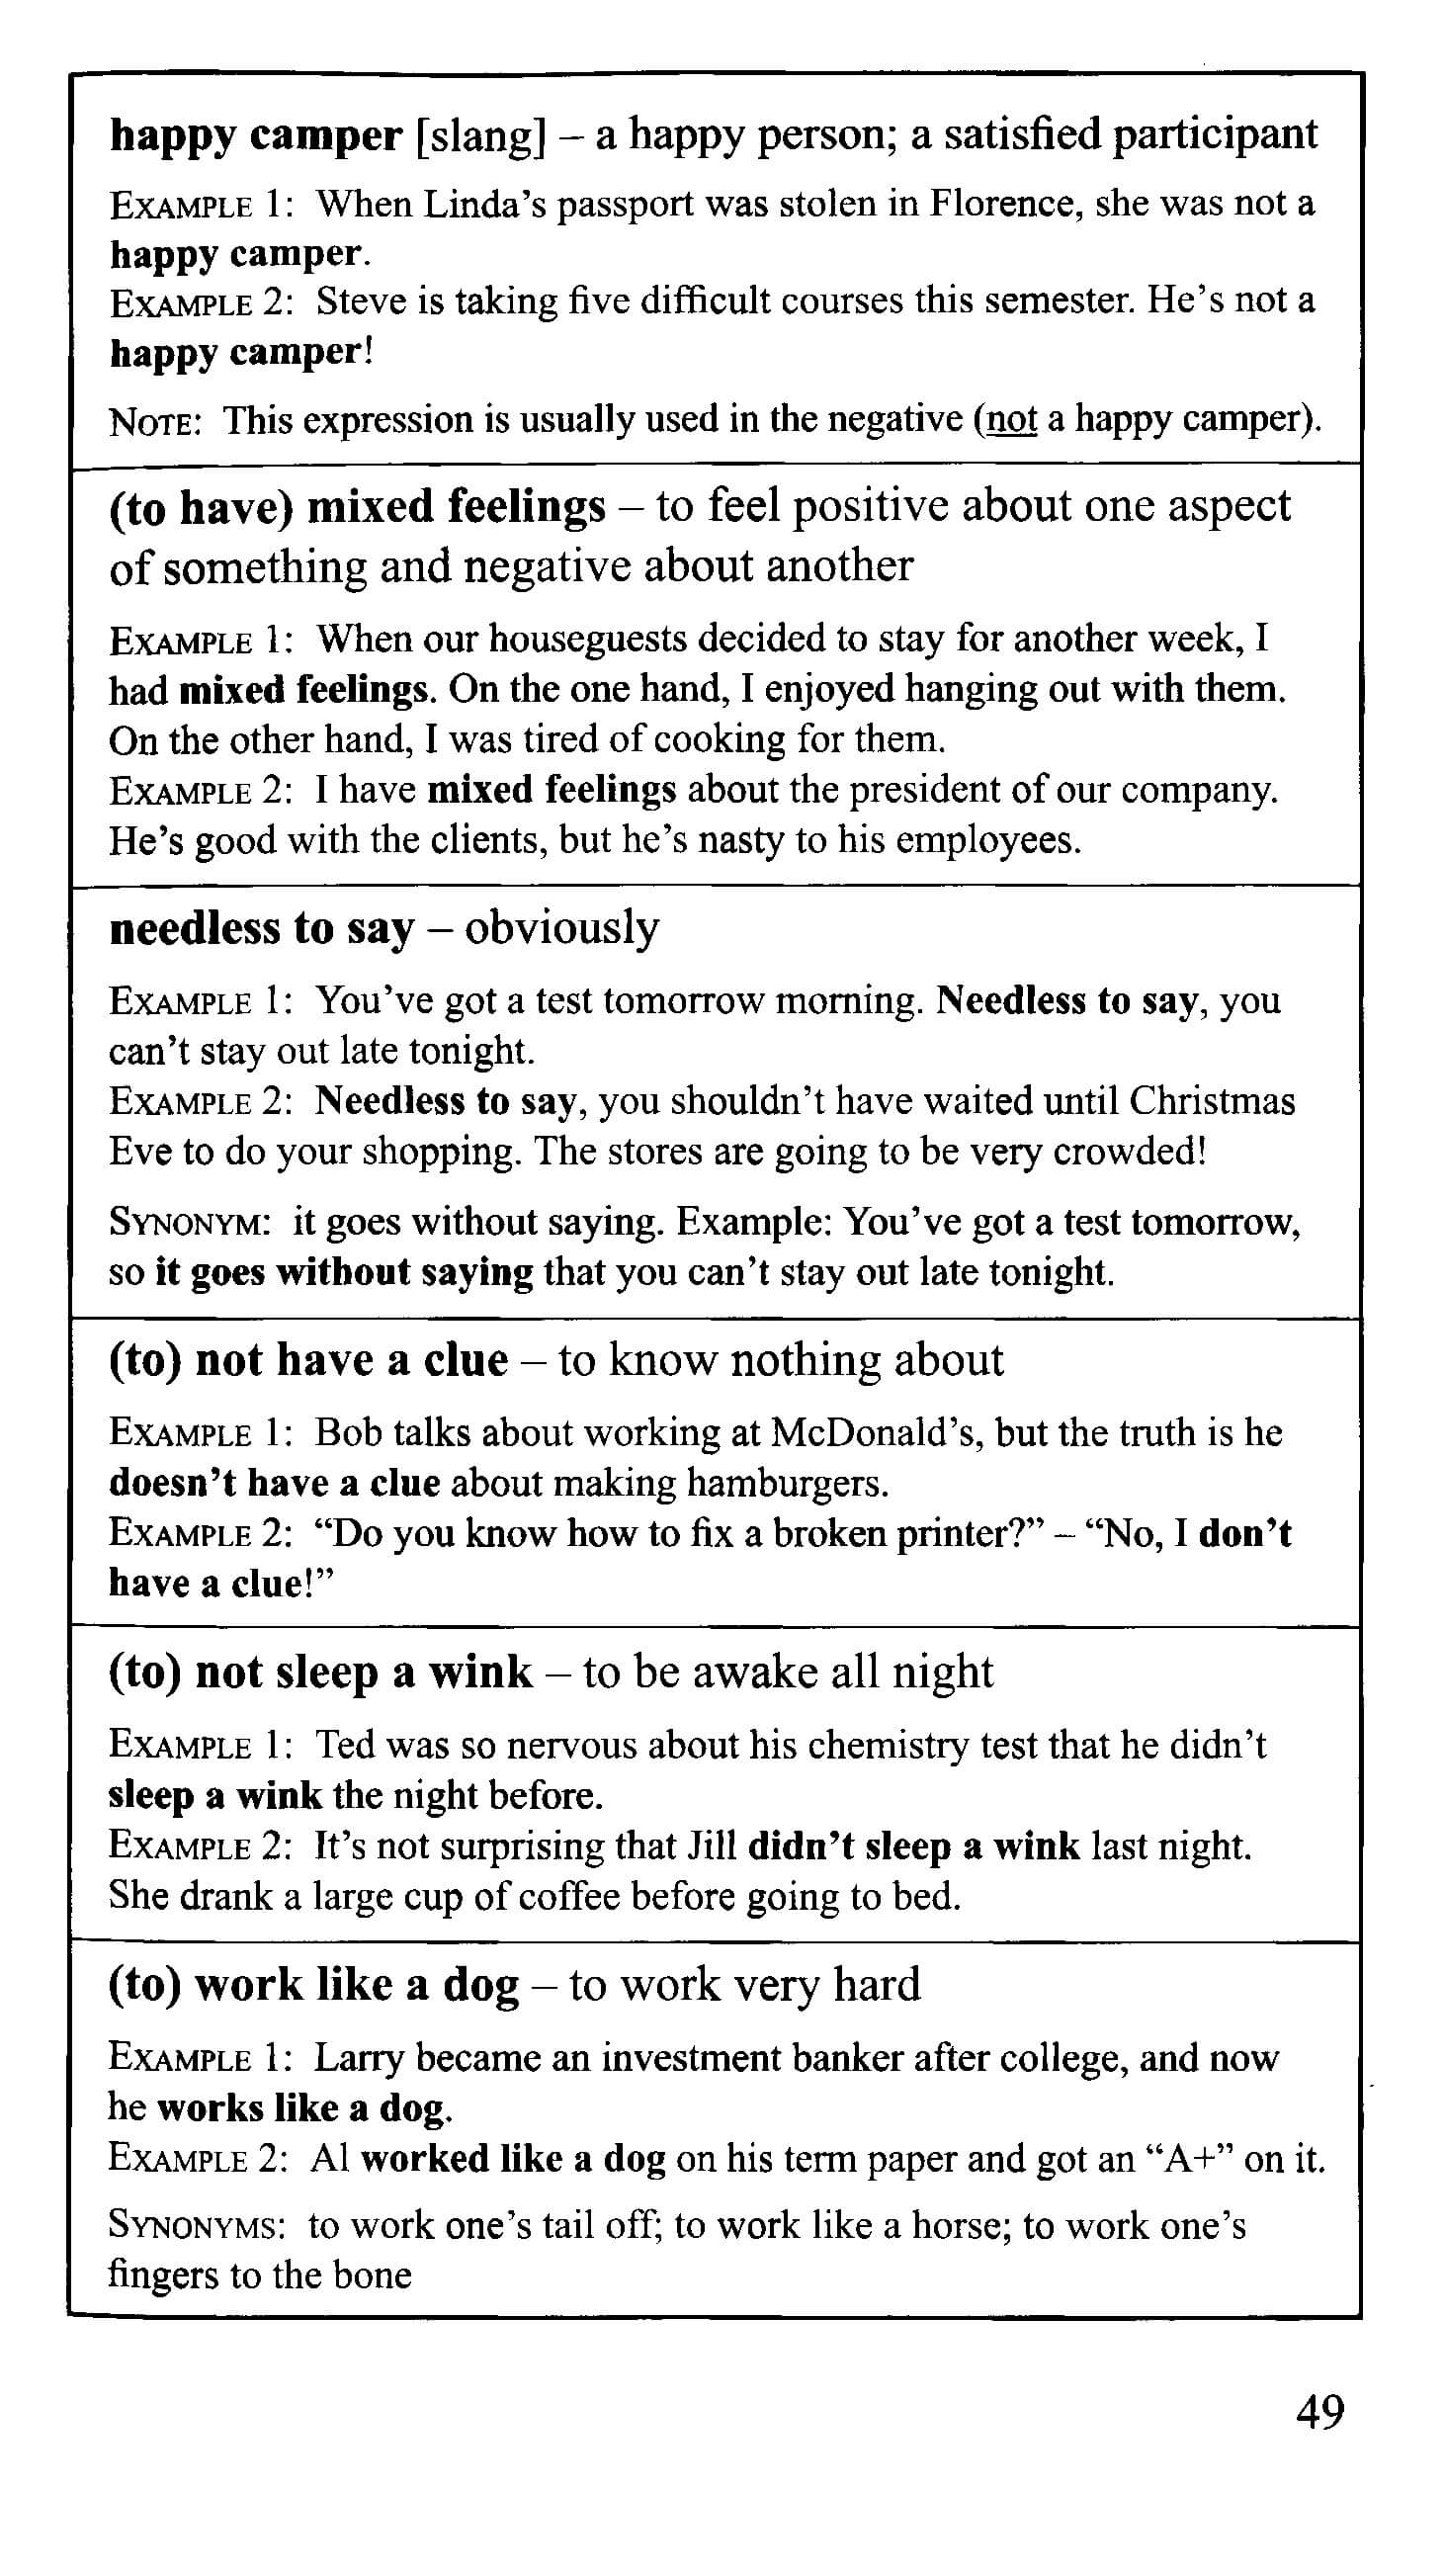 happy camper [slang] – a happy person; a satisfied participant
EXAMPLE 1: When Linda's passport was stolen in Florence, she was not a
happy camper.
EXAMPLE 2: Steve is taking five difficult courses this semester. He's not a
happy camper!
NOTE: This expression is usually used in the negative (not a happy camper).
(to have) mixed feelings – to feel positive about one aspect
of something and negative about another
EXAMPLE 1: When our houseguests decided to stay for another week, I
had mixed feelings. On the one hand, I enjoyed hanging out with them.
On the other hand, I was tired of cooking for them.
EXAMPLE 2: I have mixed feelings about the president of our company.
He's good with the clients, but he's nasty to his employees.
needless to say – obviously
EXAMPLE 1: You've got a test tomorrow morning. Needless to say, you
can't stay out late tonight.
EXAMPLE 2: Needless to say, you shouldn't have waited until Christmas
Eve to do your shopping. The stores are going to be very crowded!
SYNONYM: it goes without saying. Example: You've got a test tomorrow,
so it goes without saying that you can't stay out late tonight.
(to) not have a clue – to know nothing about
EXAMPLE 1: Bob talks about working at McDonald's, but the truth is he
doesn't have a clue about making hamburgers.
EXAMPLE 2: “Do you know how to fix a broken printer?” – “No, I don't
have a clue!”
(to) not sleep a wink – to be awake all night
EXAMPLE 1: Ted was so nervous about his chemistry test that he didn't
sleep a wink the night before.
EXAMPLE 2: It's not surprising that Jill didn't sleep a wink last night.
She drank a large cup of coffee before going to bed.
(to) work like a dog – to work very hard
EXAMPLE 1: Larry became an investment banker after college, and now
he works like a dog.
EXAMPLE 2: Al worked like a dog on his term paper and got an “A+” on it.
SYNONYMS: to work one's tail off; to work like a horse; to work one's
fingers to the bone
49